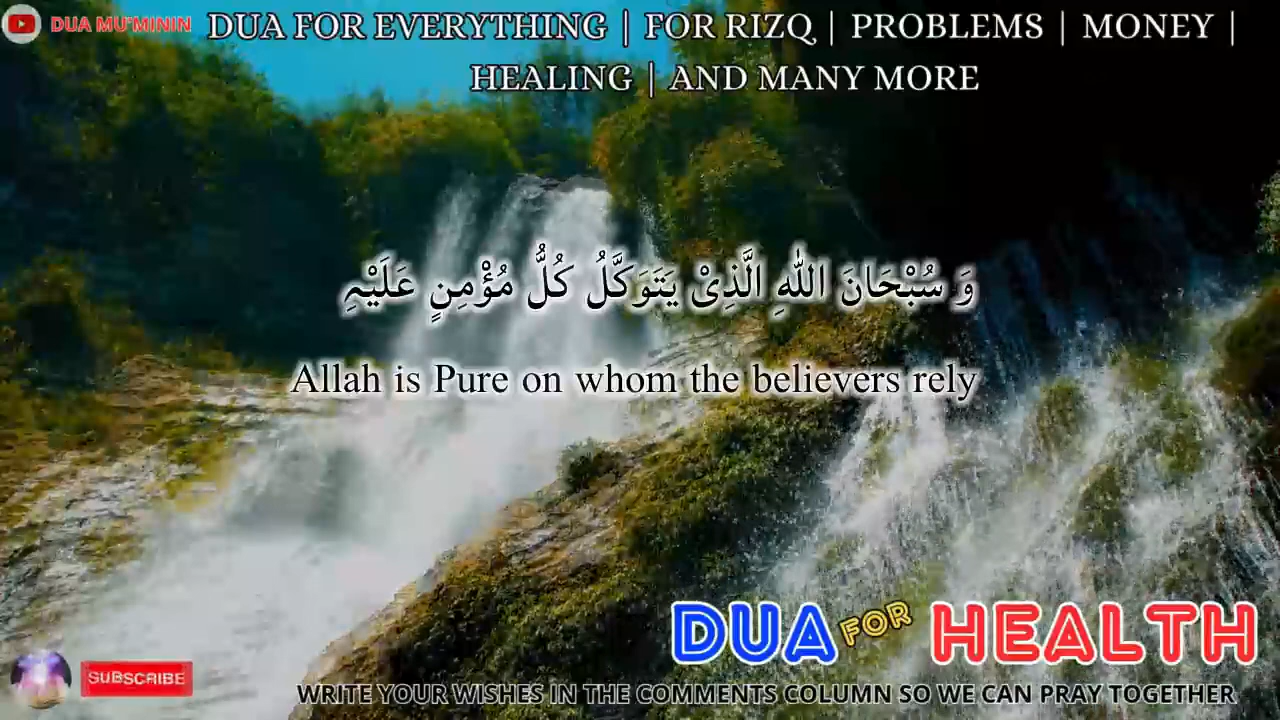 DUA MU'MININ
DUA FOR EVERYTHING | FOR RIZQ | PROBLEMS | MONEY |
HEALING | AND MANY MORE
وَ سُبْحَانَ اللّٰهِ الَّذِیْ یَتَوَكَّلُ كُلُّ مُؤْمِنٍ عَلَیْہِ
Allah is Pure on whom the believers rely
DUA FOR HEALTH
SUBSCRIBE
WRITE YOUR WISHES IN THE COMMENTS COLUMN SO WE CAN PRAY TOGETHER